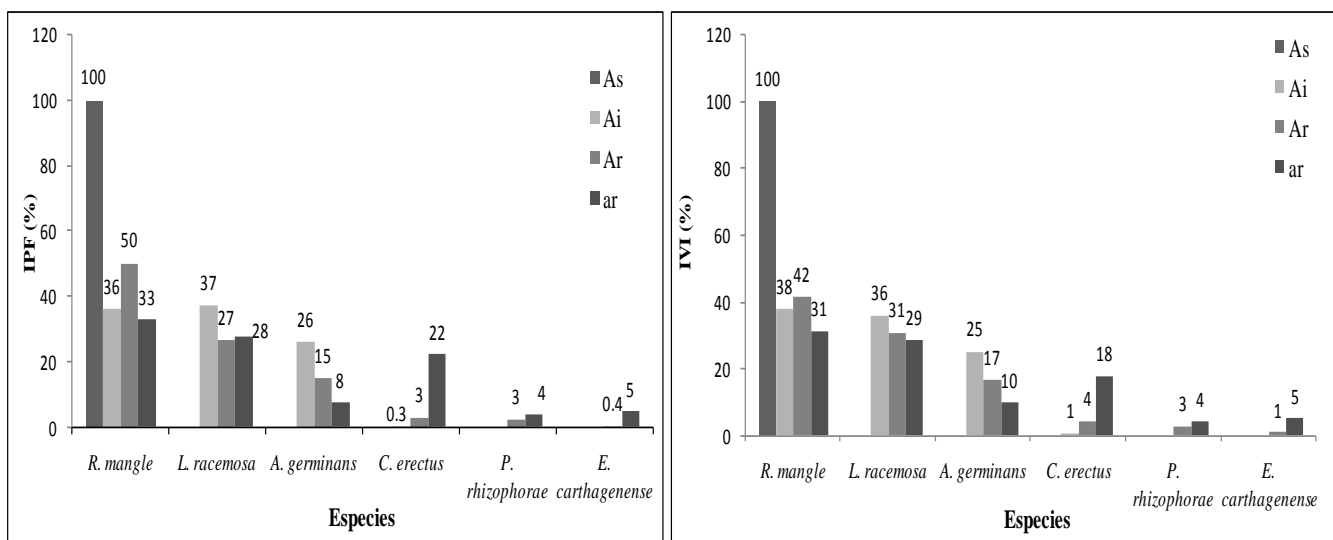 120
100
80
60
40
20
0
IPF (%)
100
36
50
33
37
27
28
26
15
8
0.3
3
22
3
4
0.4
5
As
Ai
Ar
ar
R. mangle
L. racemosa
A. germinans
C. erectus
P.
rhizophorae
E.
carthagenense
Especies
120
100
80
60
40
20
0
IVI (%)
100
38
42
31
36
31
29
25
17
10
1
4
18
3
4
1
5
As
Ai
Ar
ar
R. mangle
L. racemosa
A. germinans
C. erectus
P.
rhizophorae
E.
carthagenense
Especies